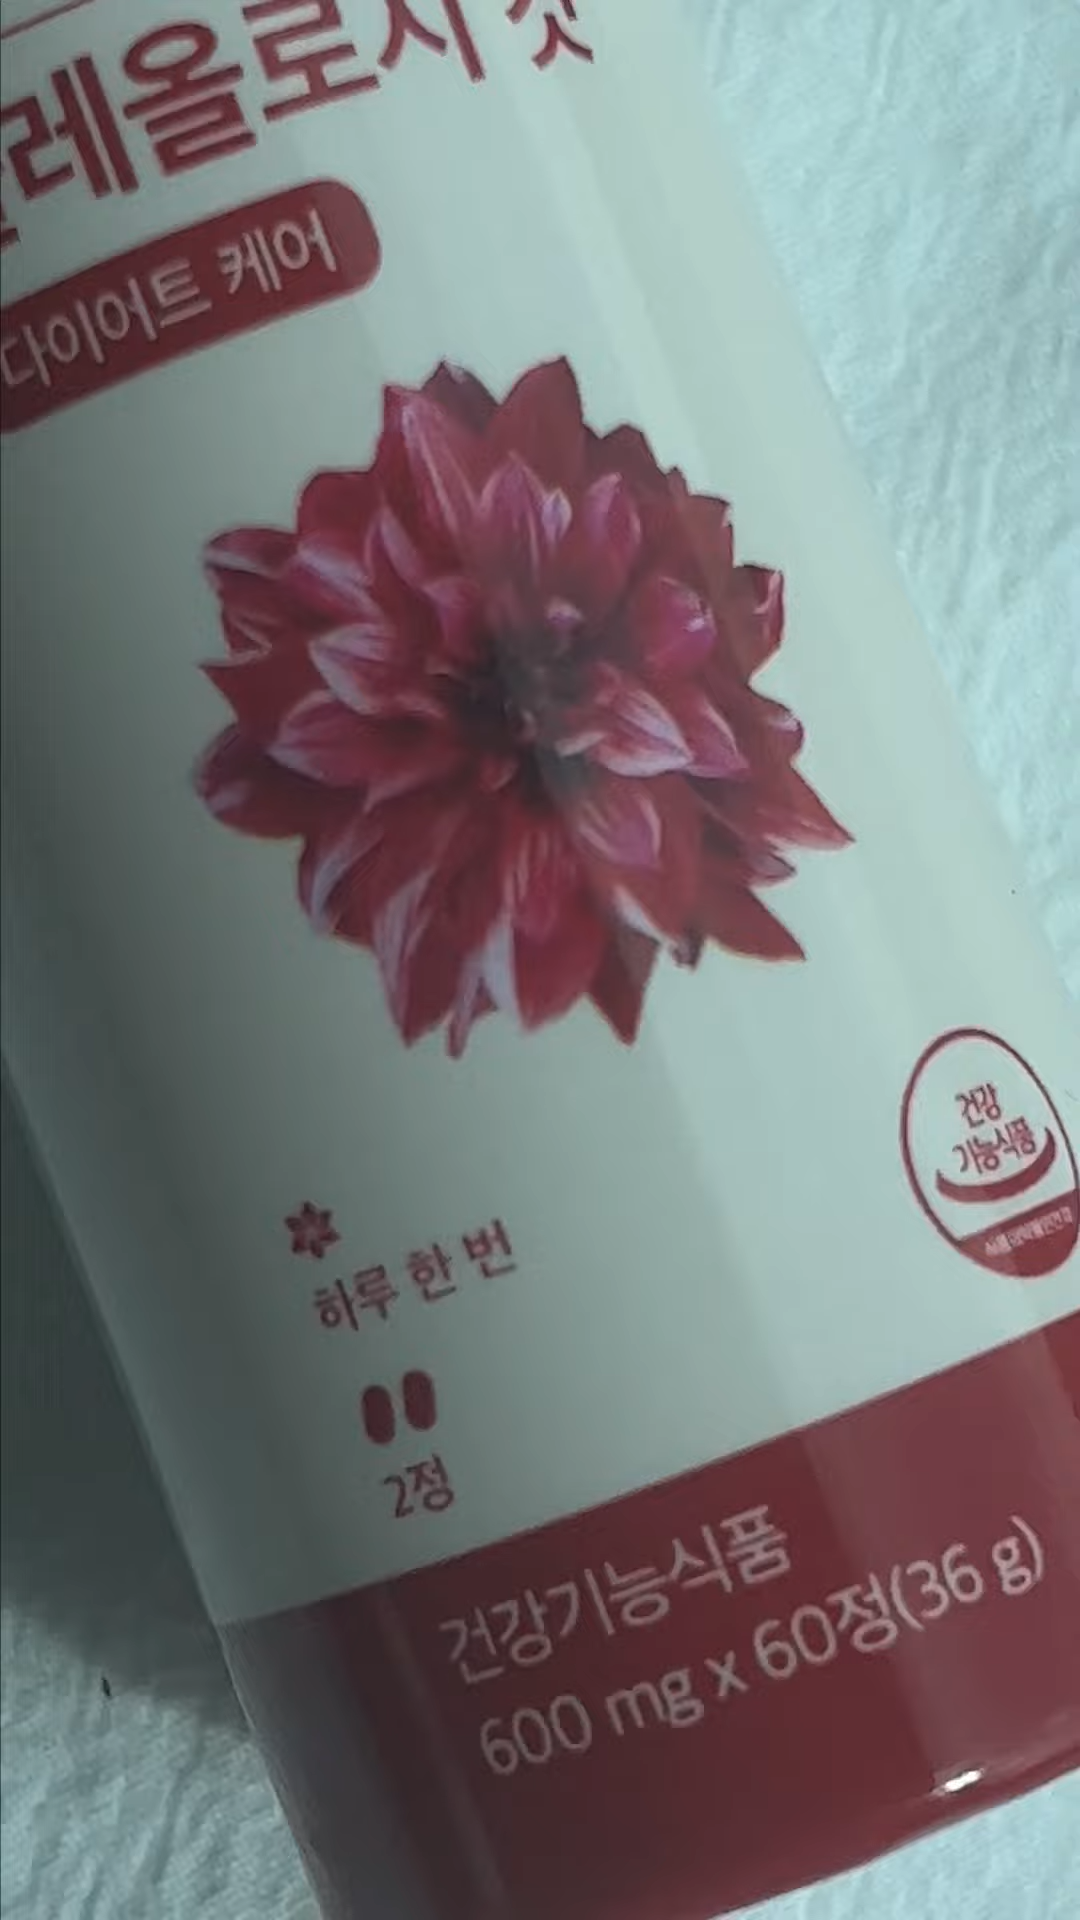 레올로지 컷
다이어트 케어
건강
기능식품
하루 한 번
2정
건강기능식품
600 mg x 60정(36 g)